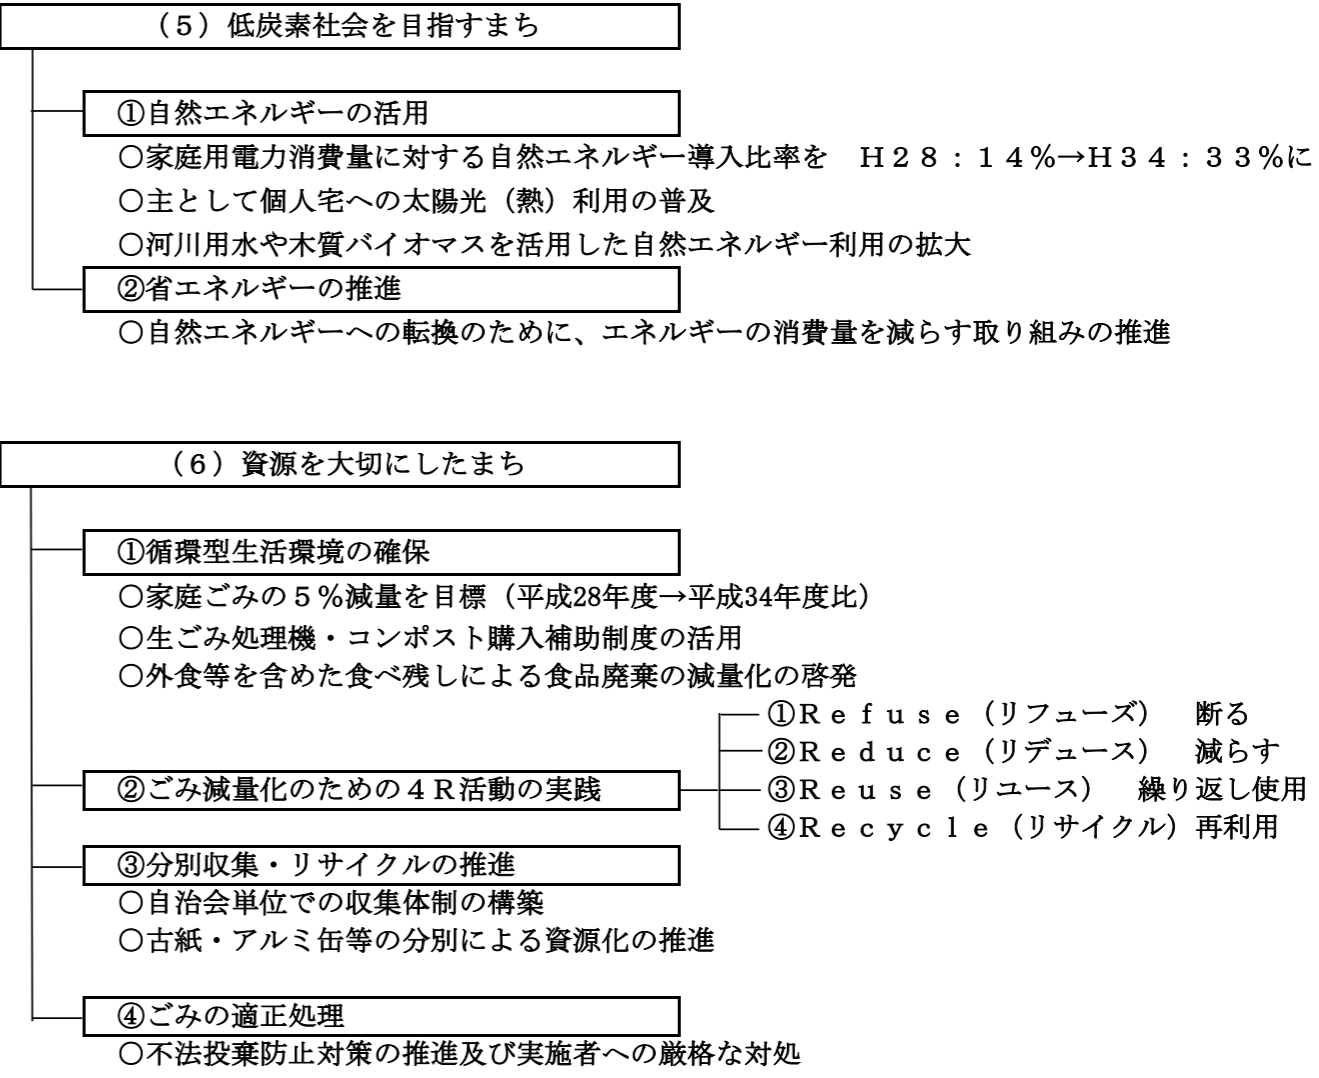 （５）低炭素社会を目指すまち
①自然エネルギーの活用
○家庭用電力消費量に対する自然エネルギー導入比率を　Ｈ２８：１４％→Ｈ３４：３３％に
○主として個人宅への太陽光（熱）利用の普及
○河川用水や木質バイオマスを活用した自然エネルギー利用の拡大
②省エネルギーの推進
○自然エネルギーへの転換のために、エネルギーの消費量を減らす取り組みの推進
（６）資源を大切にしたまち
①循環型生活環境の確保
○家庭ごみの５％減量を目標（平成28年度→平成34年度比）
○生ごみ処理機・コンポスト購入補助制度の活用
○外食等を含めた食べ残しによる食品廃棄の減量化の啓発
②ごみ減量化のための４Ｒ活動の実践
①Ｒｅｆｕｓｅ（リフューズ）　断る
②Ｒｅｄｕｃｅ（リデュース）　減らす
③Ｒｅｕｓｅ（リユース）　繰り返し使用
④Ｒｅｃｙｃｌｅ（リサイクル）再利用
③分別収集・リサイクルの推進
○自治会単位での収集体制の構築
○古紙・アルミ缶等の分別による資源化の推進
④ごみの適正処理
○不法投棄防止対策の推進及び実施者への厳格な対処